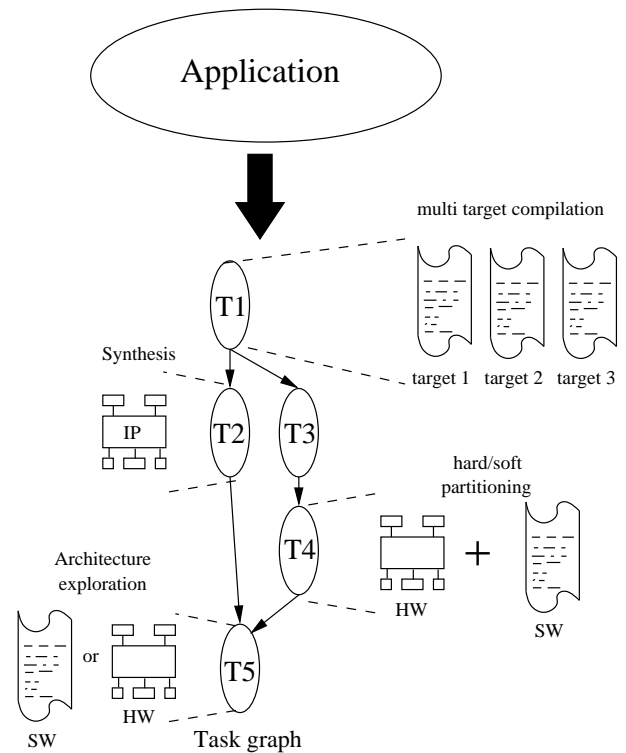 Application
multi target compilation
T1
target 1 target 2 target 3
Synthesis
IP
T2
T3
hard/soft
partitioning
T4
+
HW
SW
Architecture
exploration
or
T5
SW
HW
Task graph